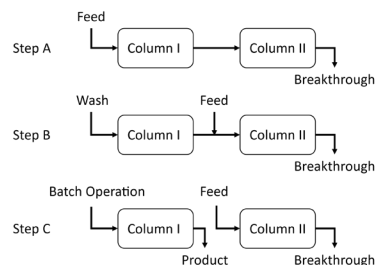 Feed
Step A
Column I
Column II
Breakthrough
Wash
Feed
Step B
Column I
Column II
Breakthrough
Batch Operation
Feed
Step C
Column I
Column II
Product
Breakthrough